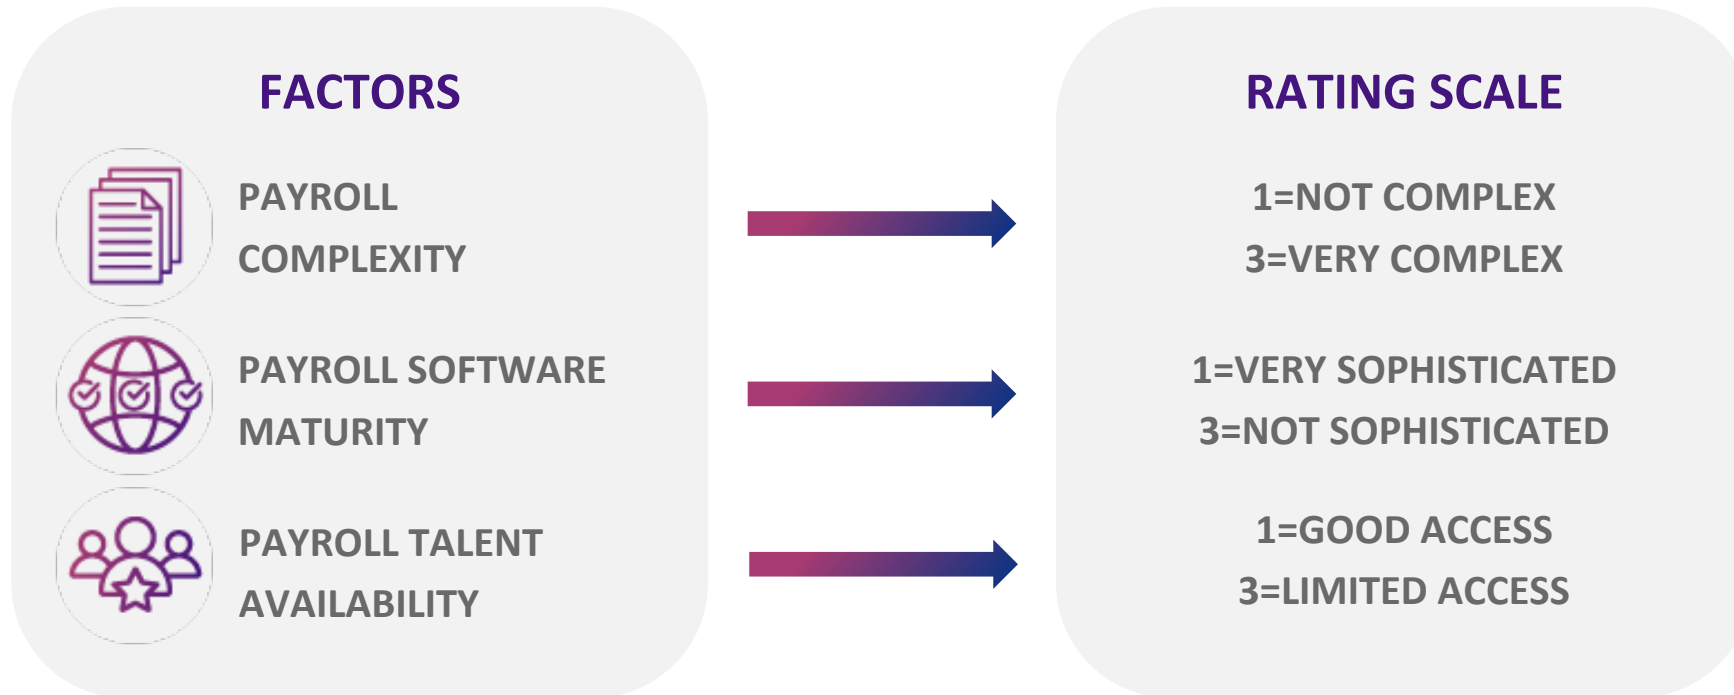 FACTORS
PAYROLL
COMPLEXITY
PAYROLL SOFTWARE
MATURITY
PAYROLL TALENT
AVAILABILITY
RATING SCALE
1=NOT COMPLEX
3=VERY COMPLEX
1=VERY SOPHISTICATED
3=NOT SOPHISTICATED
1=GOOD ACCESS
3=LIMITED ACCESS